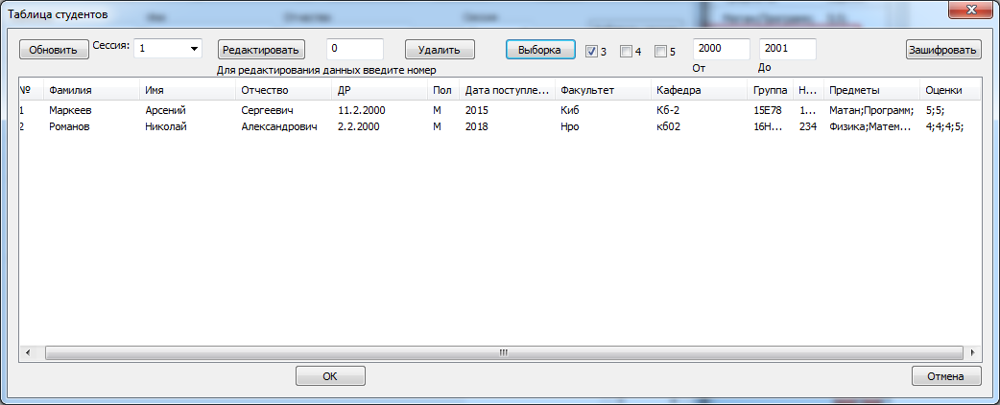 Таблица студентов
Обновить Сессия: 1 Редактировать 0 Удалить Выборка 3 4 5 2000 2001 Зашифровать
Для редактирования данных введите номер От До
№ Фамилия Имя Отчество ДР Пол Дата поступле... Факультет Кафедра Группа Н... Предметы Оценки
1 Маркеев Арсений Сергеевич 11.2.2000 М 2015 Киб Кб-2 15Е78 1... Матан;Программ; 5;5;
2 Романов Николай Александрович 2.2.2000 М 2018 Нро кб02 16Н... 234 Физика;Матем... 4;4;4;5;
ОК Отмена